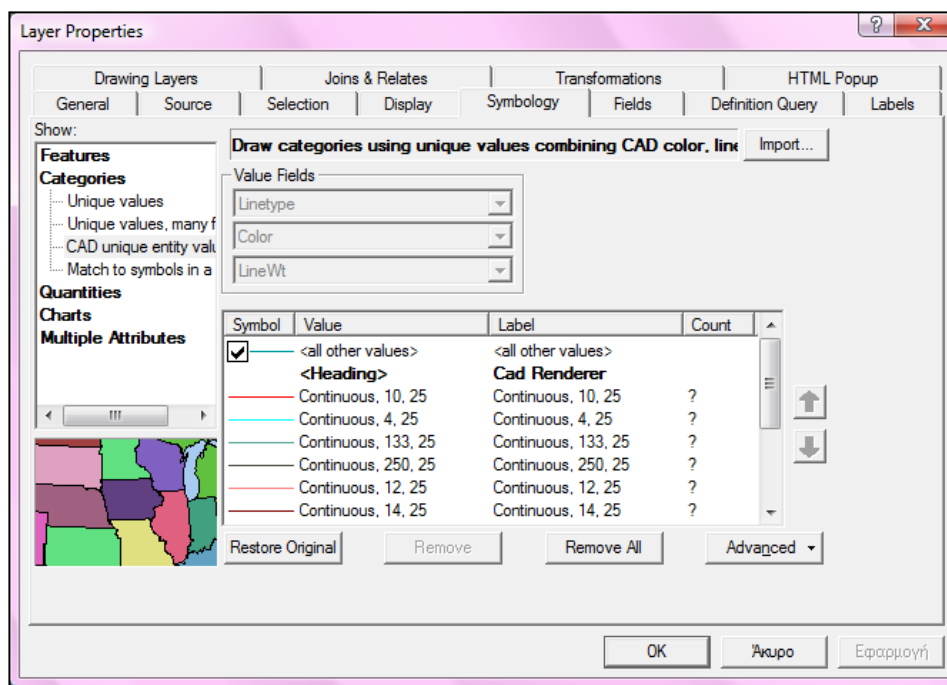 Layer Properties
?
Drawing Layers Joins & Relates Transformations HTML Popup
General Source Selection Display Symbology Fields Definition Query Labels
Show:
Features
Categories
Unique values
Unique values, many f
CAD unique entity valu
Match to symbols in a
Quantities
Charts
Multiple Attributes
Draw categories using unique values combining CAD color, line
Import...
Value Fields
Linetype
Color
LineWt
Symbol Value Label Count
<all other values> <all other values>
<Heading> Cad Renderer
Continuous, 10, 25 Continuous, 10, 25 ?
Continuous, 4, 25 Continuous, 4, 25 ?
Continuous, 133, 25 Continuous, 133, 25 ?
Continuous, 250, 25 Continuous, 250, 25 ?
Continuous, 12, 25 Continuous, 12, 25 ?
Continuous, 14, 25 Continuous, 14, 25 ?
Restore Original Remove Remove All Advanced
OK Άκυρο Εφαρμογή